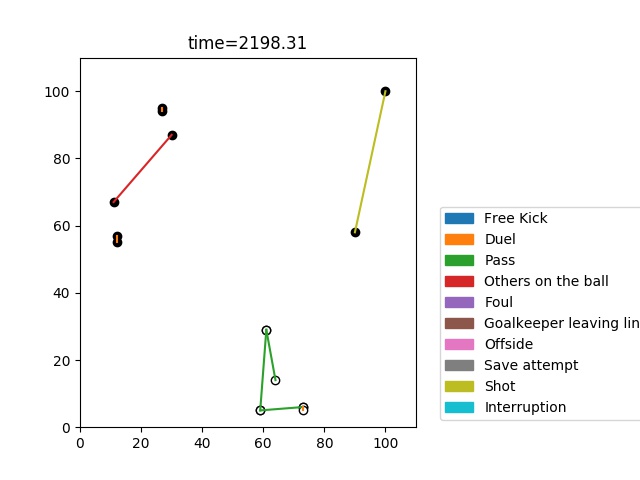 time=2198.31
100
80
60
40
20
0
0 20 40 60 80 100
Free Kick
Duel
Pass
Others on the ball
Foul
Goalkeeper leaving lin
Offside
Save attempt
Shot
Interruption